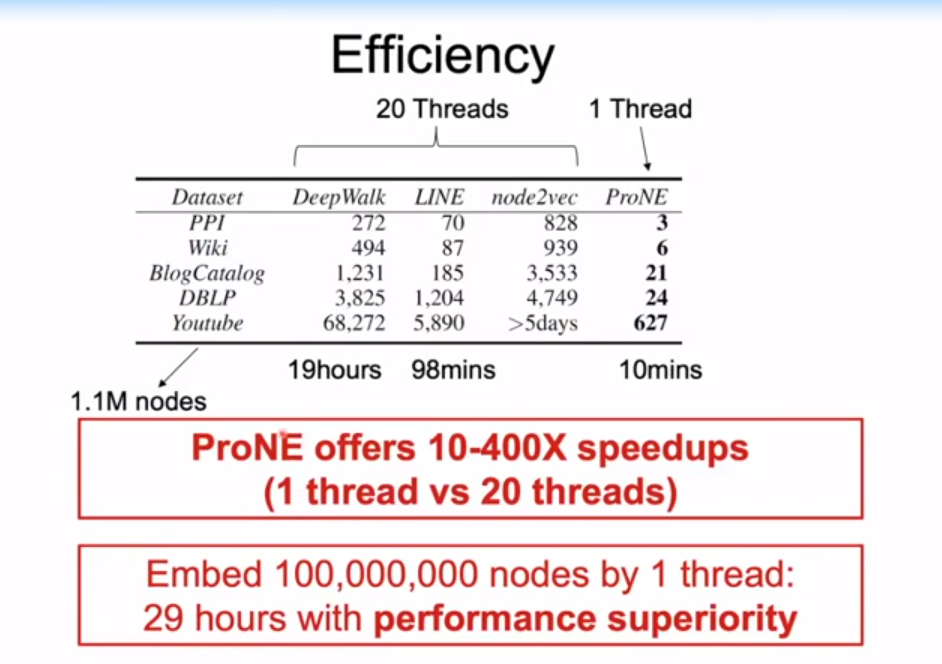 Efficiency
20 Threads 1 Thread
Dataset DeepWalk LINE node2vec ProNE
PPI 272 70 828 3
Wiki 494 87 939 6
BlogCatalog 1,231 185 3,533 21
DBLP 3,825 1,204 4,749 24
Youtube 68,272 5,890 >5days 627
19hours 98mins 10mins
1.1M nodes
ProNE offers 10-400X speedups
(1 thread vs 20 threads)
Embed 100,000,000 nodes by 1 thread:
29 hours with performance superiority